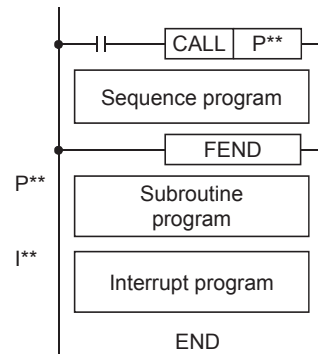 CALL P**
Sequence program
FEND
P**
Subroutine
program
I**
Interrupt program
END